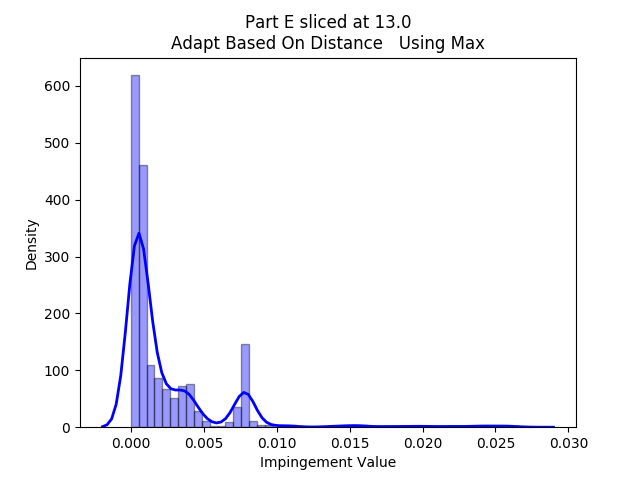 Part E sliced at 13.0
Adapt Based On Distance   Using Max
600
500
400
300
200
100
0
Density
0.000 0.005 0.010 0.015 0.020 0.025 0.030
Impingement Value